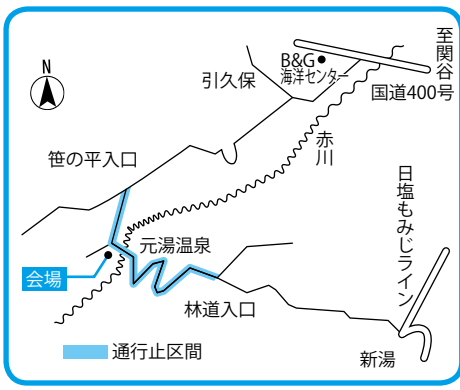 N
B&G
海洋センター
至関谷
引久保
国道400号
赤川
笹の平入口
日塩もみじライン
元湯温泉
会場
林道入口
通行止区間
新湯